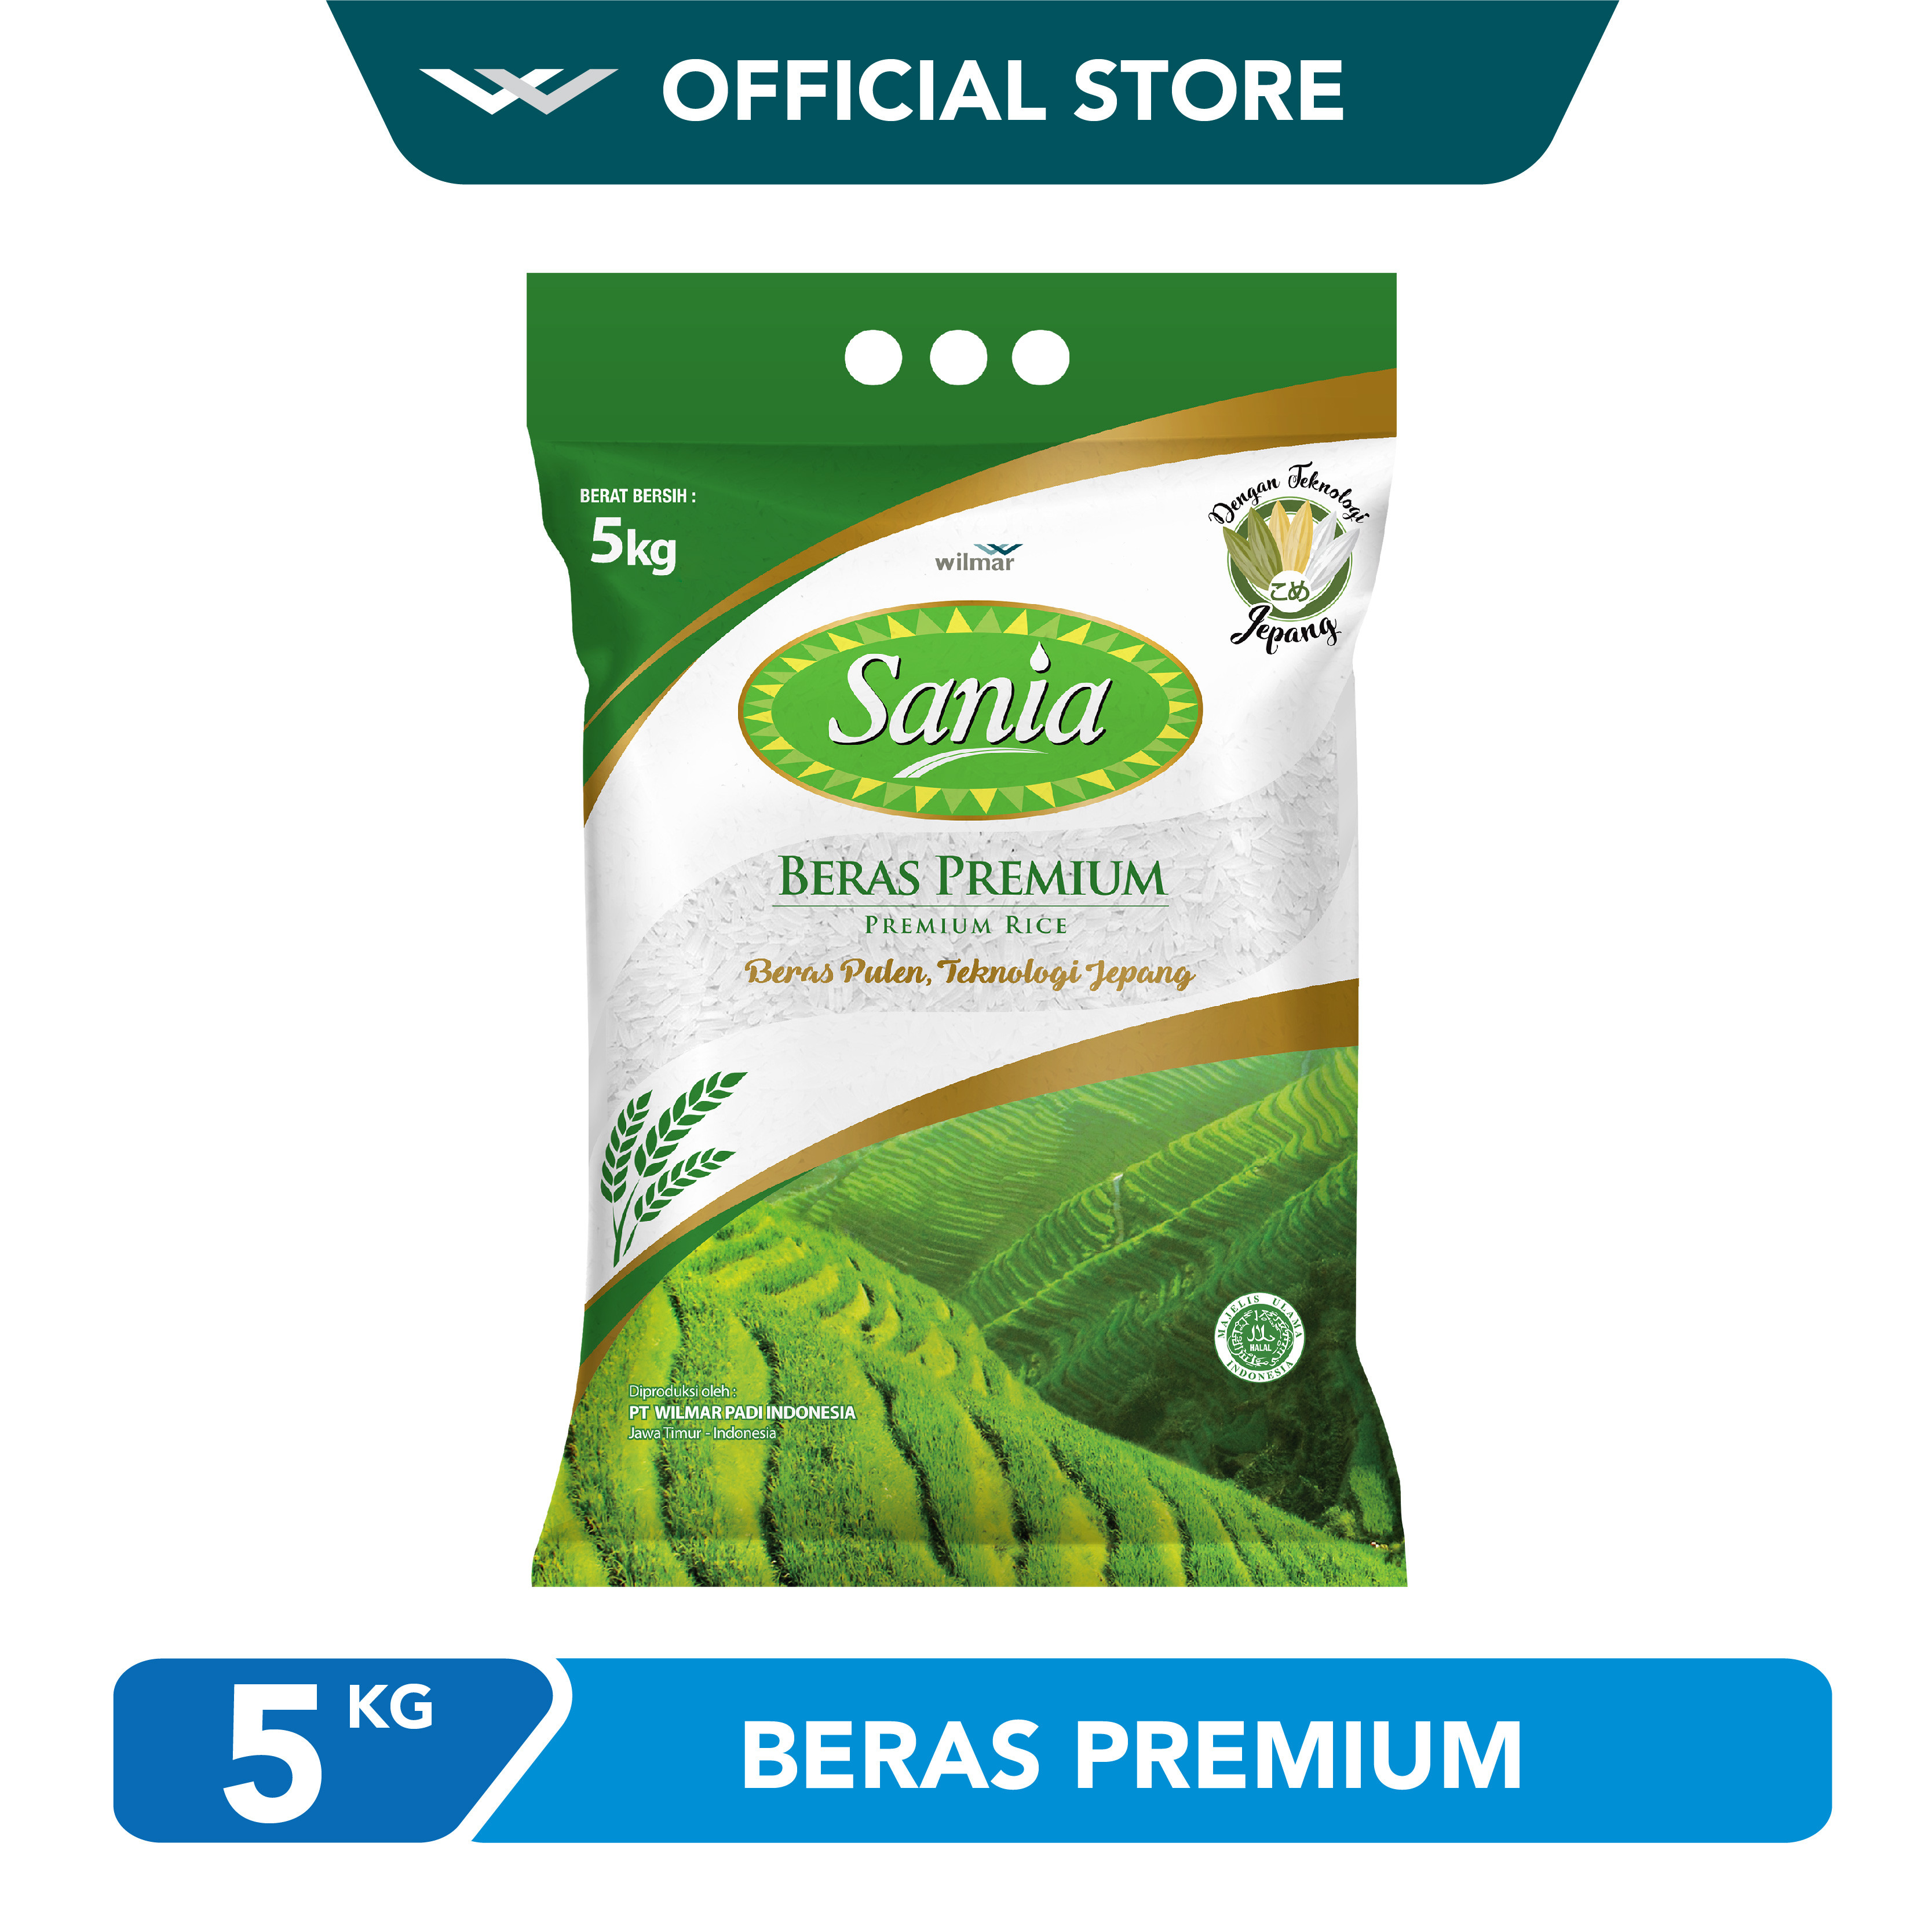 OFFICIAL STORE
BERAT BERSIH :
5kg
Dengan Teknologi
こめ
Jepang
wilmar
Sania
BERAS PREMIUM
PREMIUM RICE
Beras Pulen, Teknologi Jepang
MAJELIS ULAMA
حلال
HALAL
INDONESIA
Diproduksi oleh :
PT WILMAR PADI INDONESIA
Jawa Timur - Indonesia
5 KG
BERAS PREMIUM